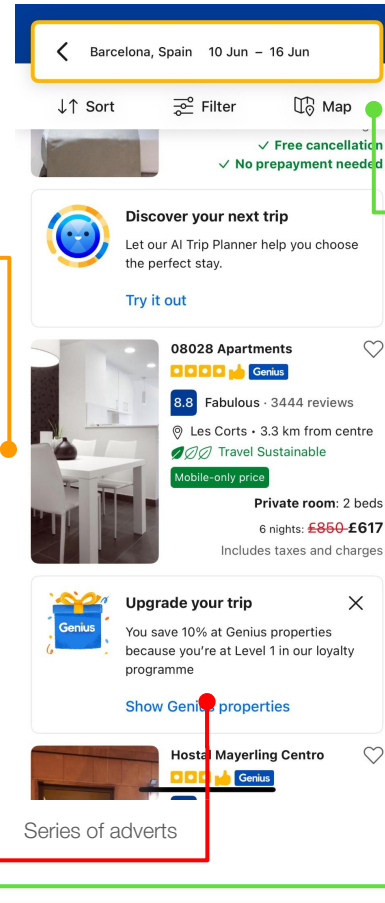 Barcelona, Spain 10 Jun – 16 Jun
↓↑ Sort Filter Map
✓ Free cancellation
✓ No prepayment needed
Discover your next trip
Let our AI Trip Planner help you choose
the perfect stay.
Try it out
08028 Apartments
Genius
8.8 Fabulous · 3444 reviews
Les Corts • 3.3 km from centre
Travel Sustainable
Mobile-only price
Private room: 2 beds
6 nights: £850 £617
Includes taxes and charges
Genius
Upgrade your trip
You save 10% at Genius properties
because you're at Level 1 in our loyalty
programme
Show Genius properties
Hostal Mayerling Centro
Genius
Series of adverts